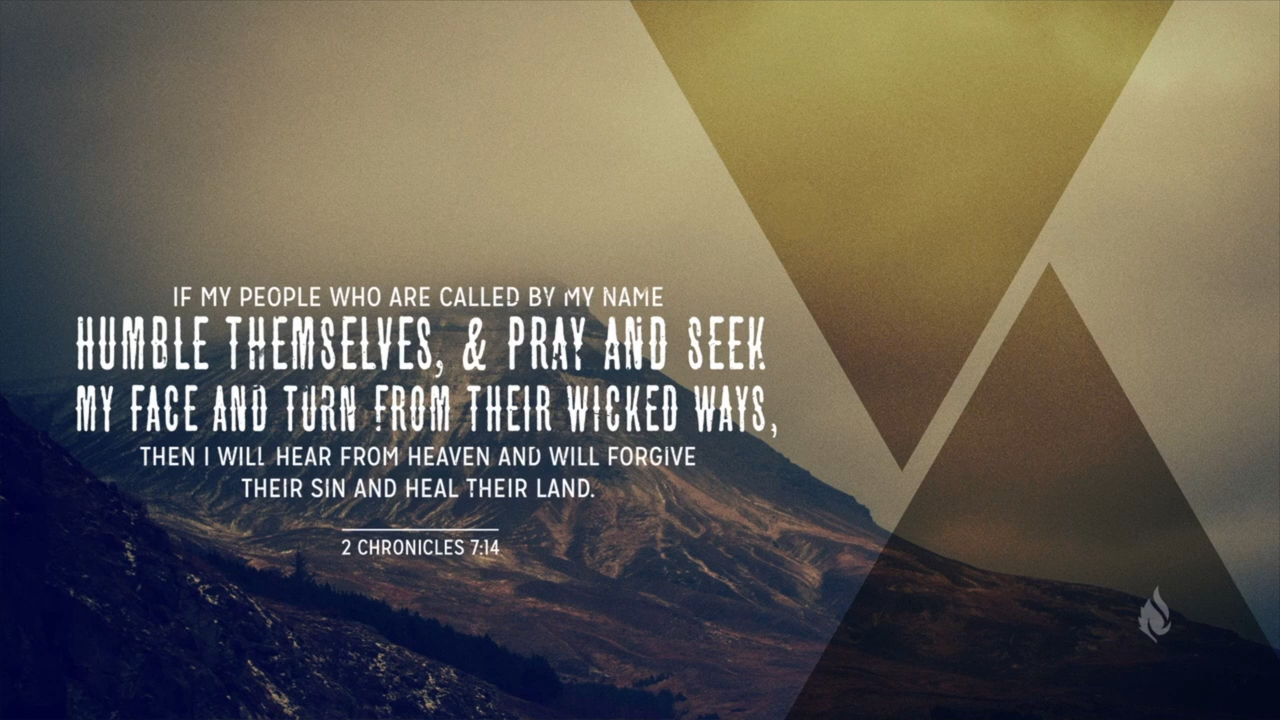 IF MY PEOPLE WHO ARE CALLED BY MY NAME
HUMBLE THEMSELVES, & PRAY AND SEEK
MY FACE AND TURN FROM THEIR WICKED WAYS,
THEN I WILL HEAR FROM HEAVEN AND WILL FORGIVE
THEIR SIN AND HEAL THEIR LAND.
2 CHRONICLES 7:14